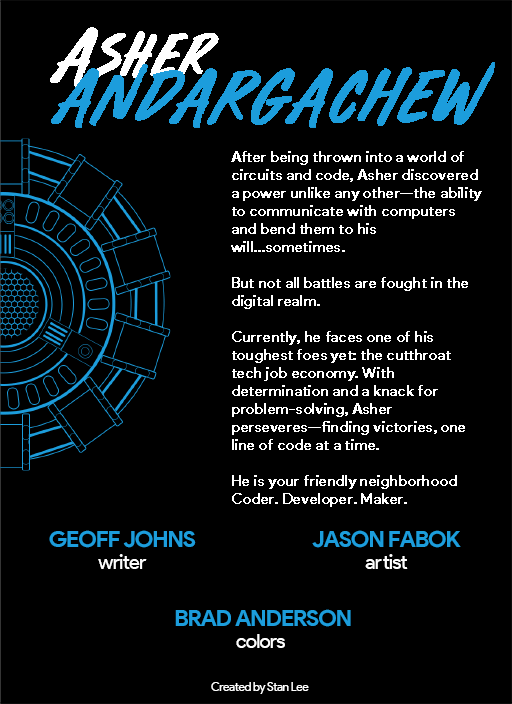 ASHER
ANDARGACHEW
After being thrown into a world of
circuits and code, Asher discovered
a power unlike any other—the ability
to communicate with computers
and bend them to his
will...sometimes.
But not all battles are fought in the
digital realm.
Currently, he faces one of his
toughest foes yet: the cutthroat
tech job economy. With
determination and a knack for
problem-solving, Asher
perseveres—finding victories, one
line of code at a time.
He is your friendly neighborhood
Coder. Developer. Maker.
GEOFF JOHNS
writer
JASON FABOK
artist
BRAD ANDERSON
colors
Created by Stan Lee